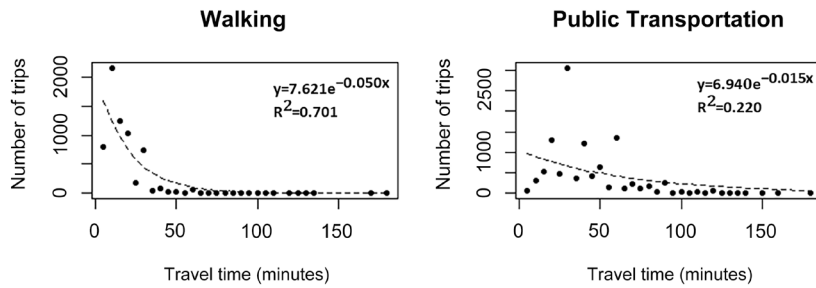 Walking
Number of trips
2000
1000
0
y=7.621e^-0.050x
R²=0.701
0 50 100 150
Travel time (minutes)
Public Transportation
Number of trips
2500
1000
0
y=6.940e^-0.015x
R²=0.220
0 50 100 150
Travel time (minutes)